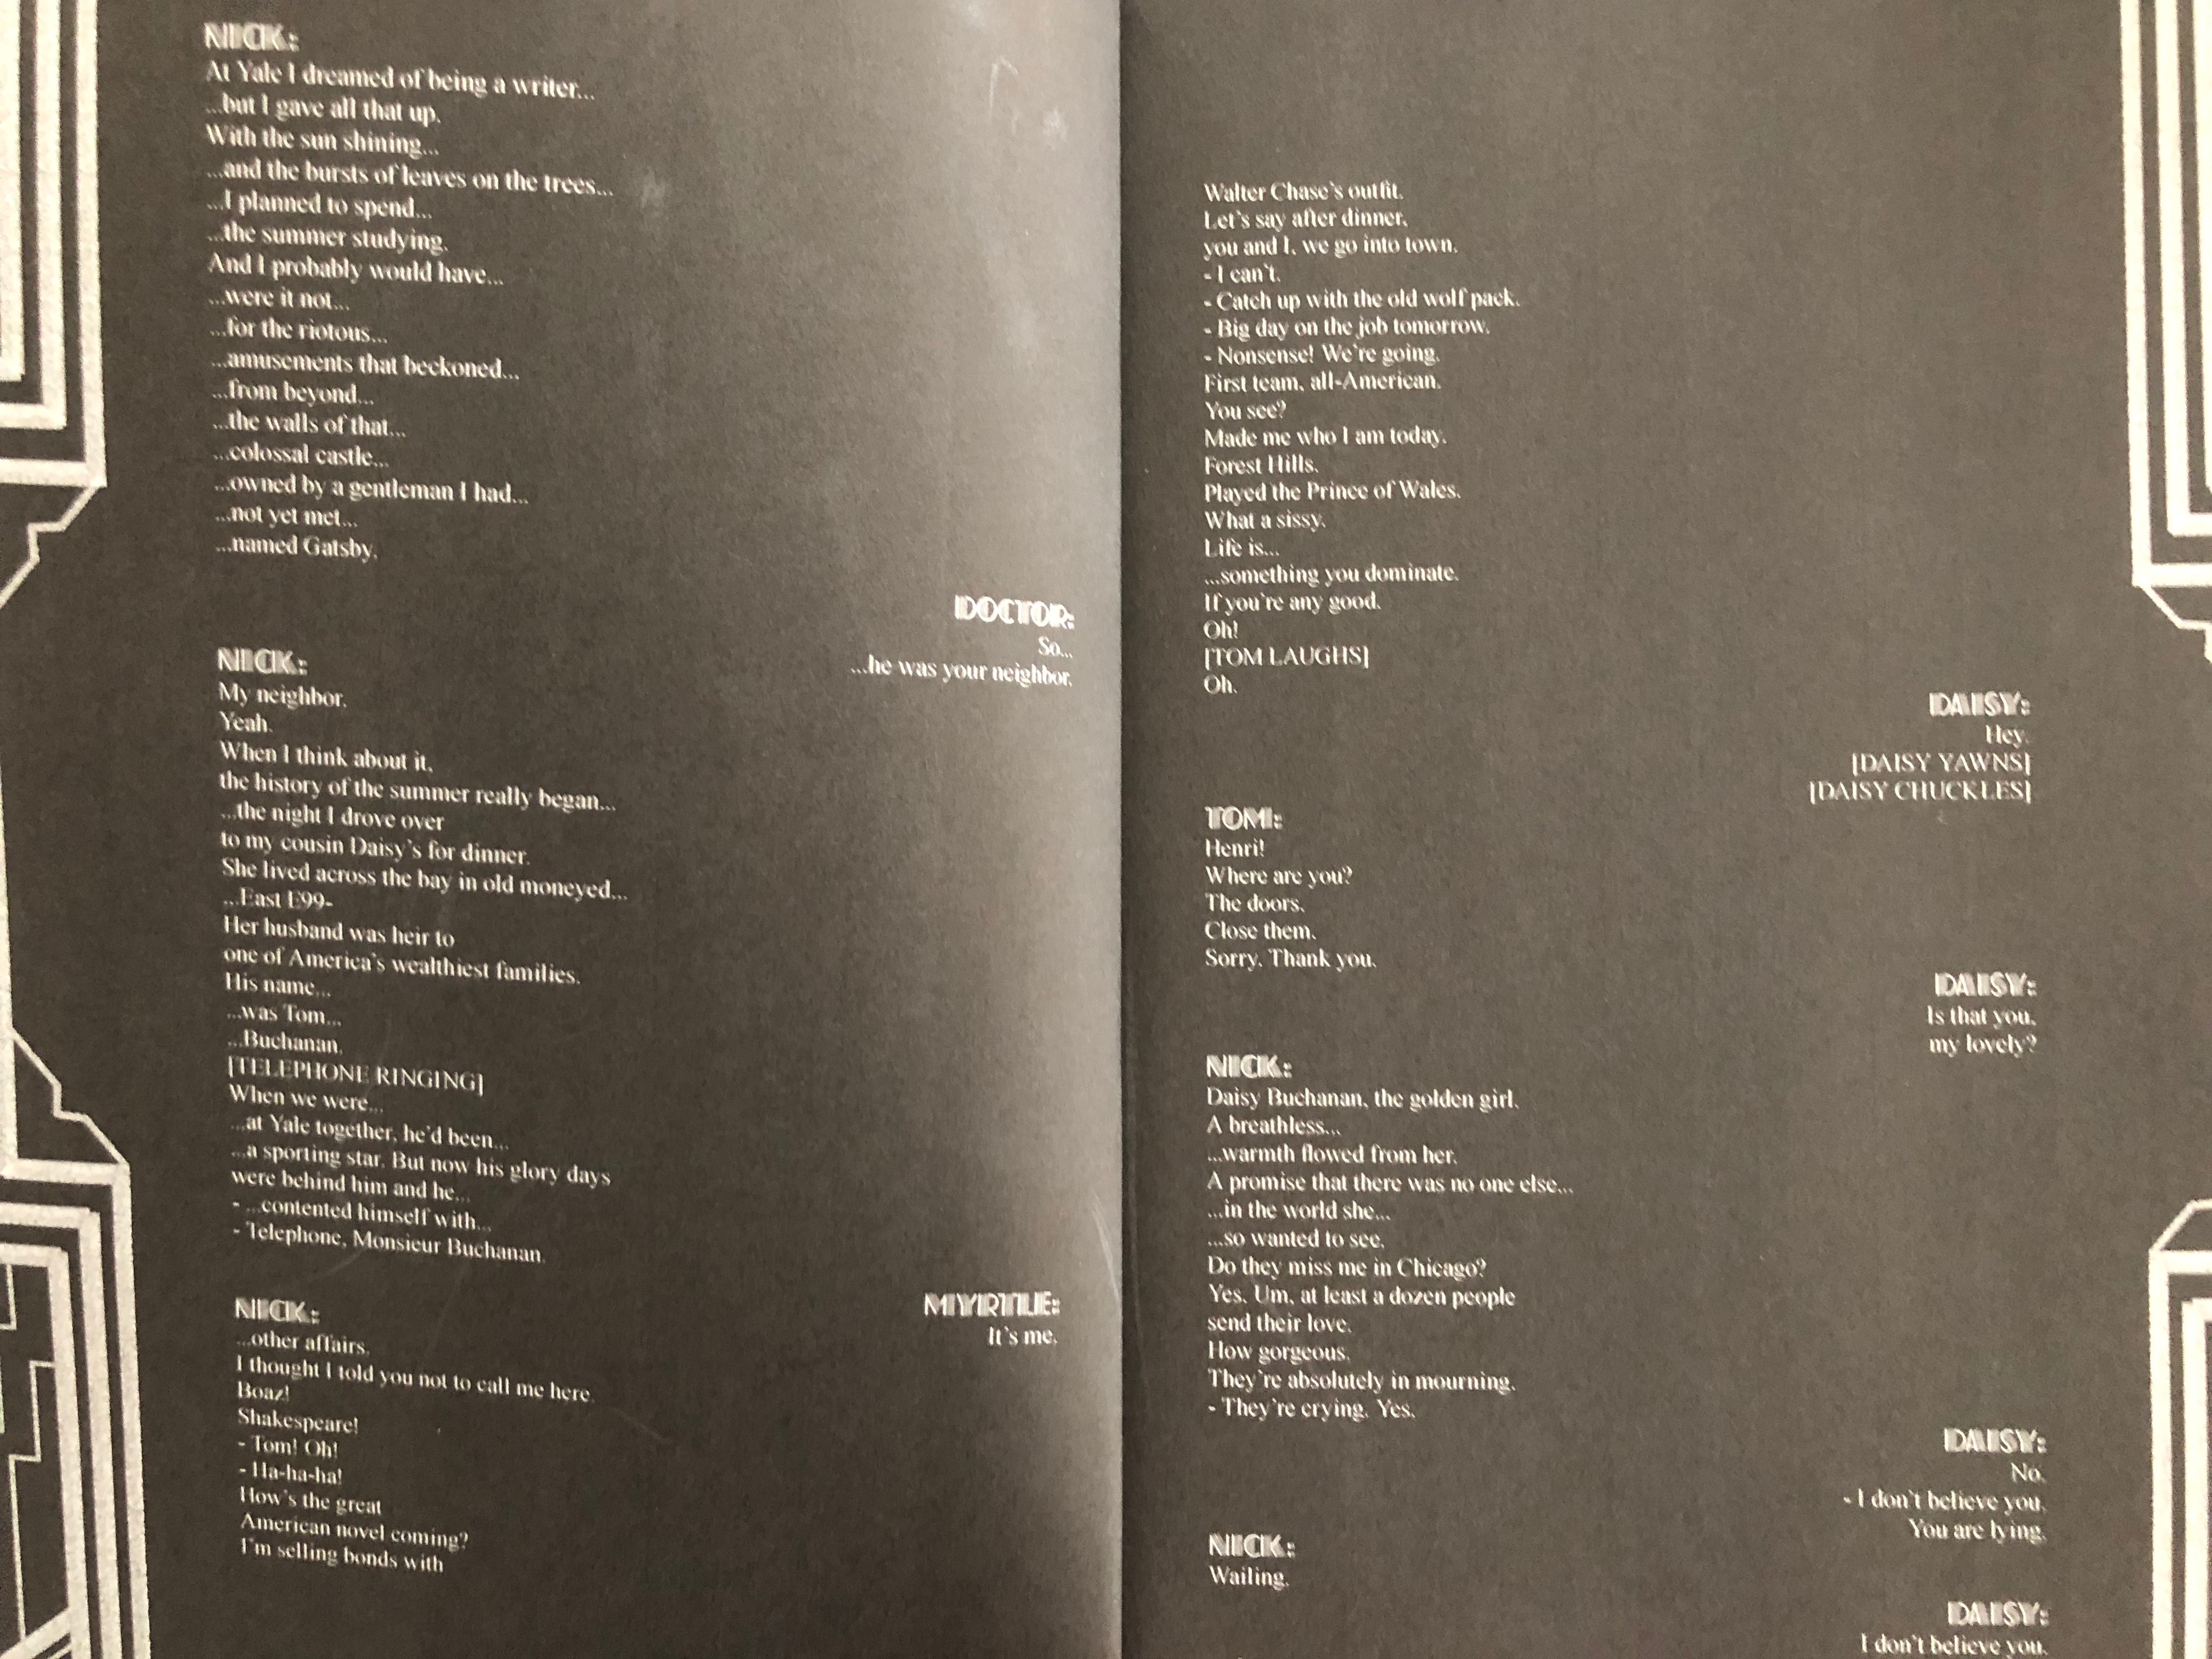 NICK:
At Yale I dreamed of being a writer...
...but I gave all that up.
With the sun shining...
...and the bursts of leaves on the trees...
...I planned to spend...
...the summer studying.
And I probably would have...
...were it not...
...for the riotous...
...amusements that beckoned...
...from beyond...
...the walls of that...
...colossal castle...
...owned by a gentleman I had...
...not yet met...
...named Gatsby.
DOCTOR:
So...
...he was your neighbor.
NICK:
My neighbor.
Yeah.
When I think about it,
the history of the summer really began...
...the night I drove over
to my cousin Daisy's for dinner.
She lived across the bay in old moneyed...
...East E99-
Her husband was heir to
one of America's wealthiest families.
His name...
...was Tom...
...Buchanan.
[TELEPHONE RINGING]
When we were...
...at Yale together, he'd been...
...a sporting star. But now his glory days
were behind him and he...
- ...contented himself with...
- Telephone, Monsieur Buchanan.
MYRTLE:
It's me.
NICK:
...other affairs.
I thought I told you not to call me here.
Boaz!
Shakespeare!
- Tom! Oh!
- Ha-ha-ha!
How's the great
American novel coming?
I'm selling bonds with
Walter Chase's outfit.
Let's say after dinner,
you and I, we go into town.
- I can't.
- Catch up with the old wolf pack.
- Big day on the job tomorrow.
- Nonsense! We're going.
First team, all-American.
You see?
Made me who I am today.
Forest Hills.
Played the Prince of Wales.
What a sissy.
Life is...
...something you dominate.
If you're any good.
Oh!
[TOM LAUGHS]
Oh.
DAISY:
Hey.
[DAISY YAWNS]
[DAISY CHUCKLES]
TOM:
Henri!
Where are you?
The doors.
Close them.
Sorry. Thank you.
DAISY:
Is that you,
my lovely?
NICK:
Daisy Buchanan, the golden girl.
A breathless...
...warmth flowed from her.
A promise that there was no one else...
...in the world she...
...so wanted to see.
Do they miss me in Chicago?
Yes. Um, at least a dozen people
send their love.
How gorgeous.
They're absolutely in mourning.
- They're crying. Yes.
DAISY:
No.
- I don't believe you.
You are lying.
NICK:
Wailing.
DAISY:
I don't believe you.